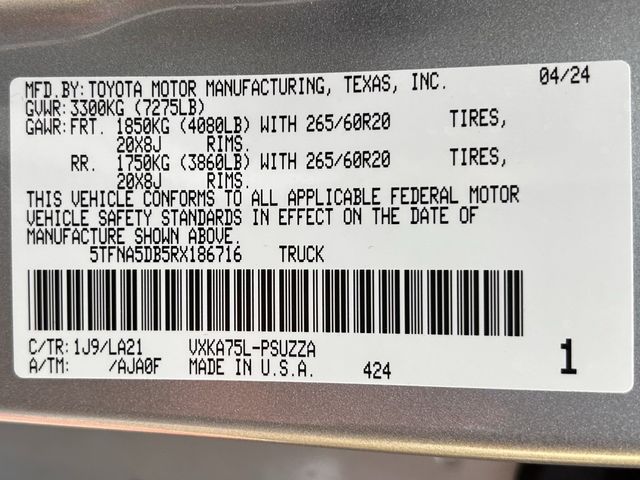 MFD.BY: TOYOTA MOTOR MANUFACTURING, TEXAS, INC. 04/24
GVWR: 3300KG (7275LB)
GAWR: FRT. 1850KG (4080LB) WITH 265/60R20 TIRES,
20X8J RIMS.
RR. 1750KG (3860LB) WITH 265/60R20 TIRES,
20X8J RIMS.
THIS VEHICLE CONFORMS TO ALL APPLICABLE FEDERAL MOTOR
VEHICLE SAFETY STANDARDS IN EFFECT ON THE DATE OF
MANUFACTURE SHOWN ABOVE.
5TFNA5DB5RX186716 TRUCK
C/TR: 1J9/LA21 VXKA75L-PSUZZA
A/TM: /AJA0F MADE IN U.S.A. 424 1